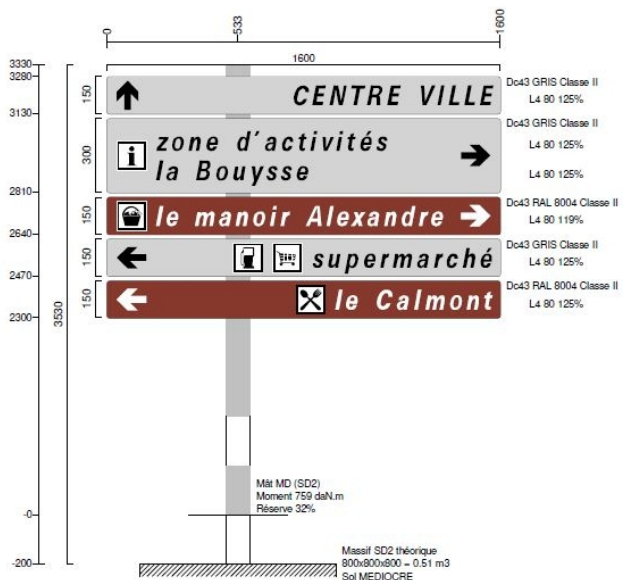 0
533
1600
1600
3330
3280
150
CENTRE VILLE
Dc43 GRIS Classe II
L4 80 125%
3130
300
i
zone d'activités
la Bouysse
Dc43 GRIS Classe II
L4 80 125%
L4 80 125%
2810
150
le manoir Alexandre
Dc43 RAL 8004 Classe II
L4 80 119%
2640
150
supermarché
Dc43 GRIS Classe II
L4 80 125%
2470
150
le Calmont
Dc43 RAL 8004 Classe II
L4 80 125%
2300
3530
Mât MD (SD2)
Moment 759 daN.m
Réserve 32%
-0
-200
Massif SD2 théorique
800x800x800 = 0.51 m3
Sol MEDIOCRE